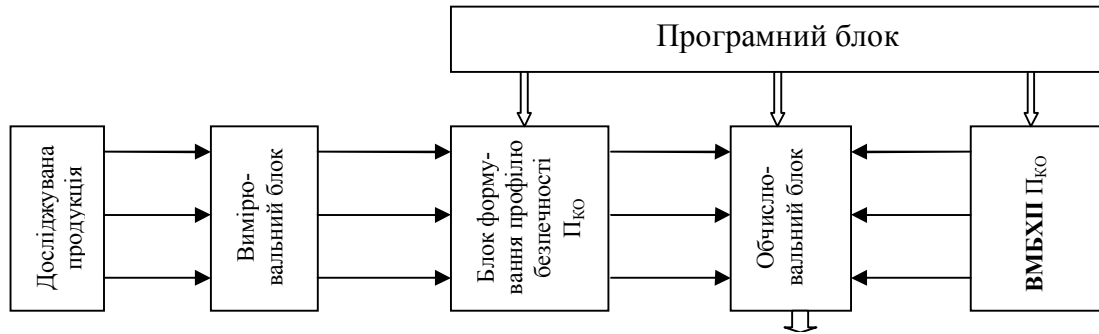 Програмний блок
Досліджувана
продукція
Вимірю-
вальний блок
Блок форму-
вання профілю
безпечності
ПКО
Обчислю-
вальний блок
ВМБХП ПКО